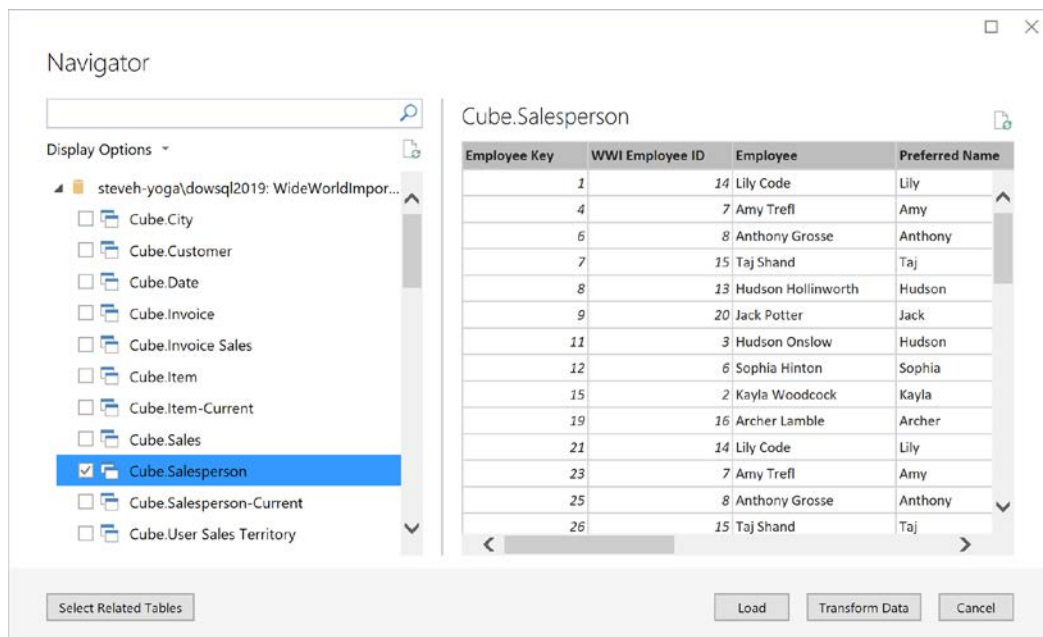 Navigator
Display Options
steveh-yoga\dowsql2019: WideWorldImpor...
Cube.City
Cube.Customer
Cube.Date
Cube.Invoice
Cube.Invoice Sales
Cube.Item
Cube.Item-Current
Cube.Sales
Cube.Salesperson
Cube.Salesperson-Current
Cube.User Sales Territory
Cube.Salesperson
Employee Key WWI Employee ID Employee Preferred Name
1 14 Lily Code Lily
4 7 Amy Trefl Amy
6 8 Anthony Grosse Anthony
7 15 Taj Shand Taj
8 13 Hudson Hollinworth Hudson
9 20 Jack Potter Jack
11 3 Hudson Onslow Hudson
12 6 Sophia Hinton Sophia
15 2 Kayla Woodcock Kayla
19 16 Archer Lamble Archer
21 14 Lily Code Lily
23 7 Amy Trefl Amy
25 8 Anthony Grosse Anthony
26 15 Taj Shand Taj
Select Related Tables Load Transform Data Cancel